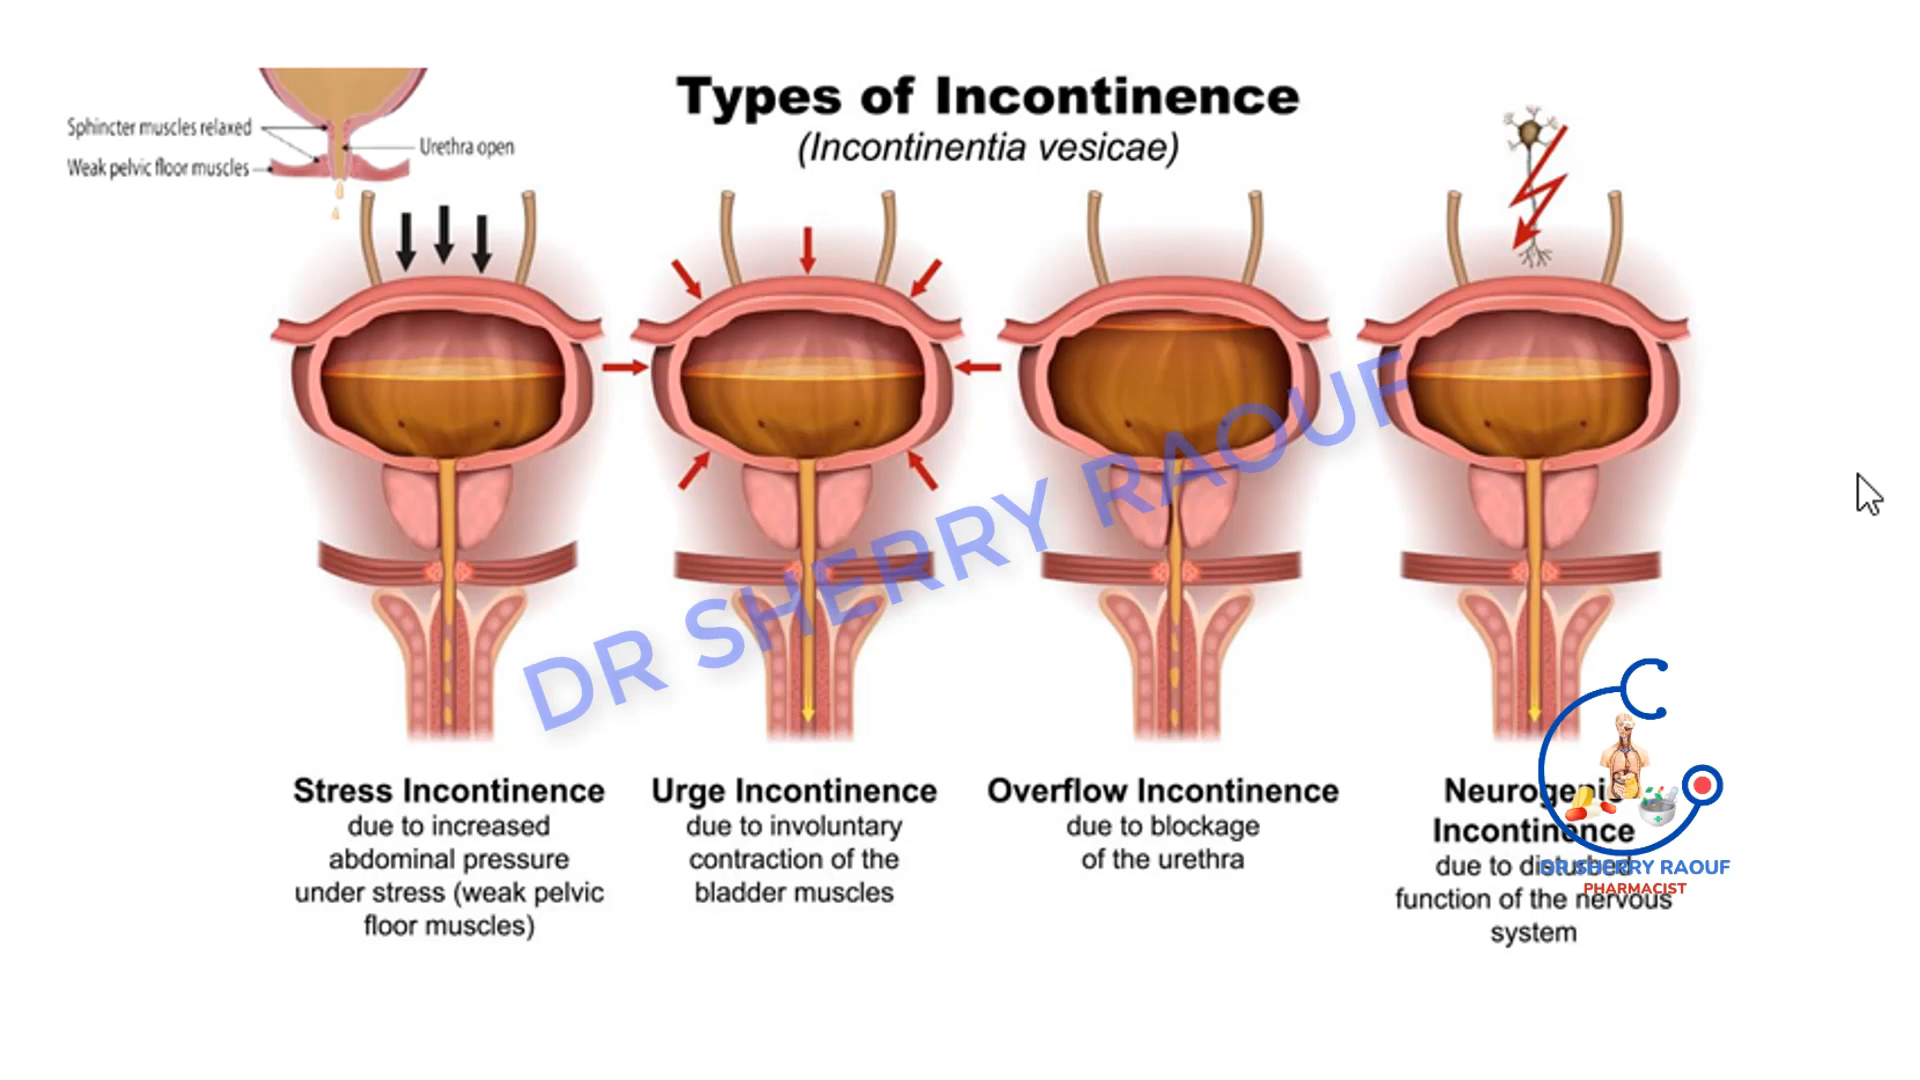 Types of Incontinence
(Incontinentia vesicae)
Sphincter muscles relaxed
Urethra open
Weak pelvic floor muscles
DR SHERRY RAOUF
Stress Incontinence
due to increased
abdominal pressure
under stress (weak pelvic
floor muscles)
Urge Incontinence
due to involuntary
contraction of the
bladder muscles
Overflow Incontinence
due to blockage
of the urethra
Neurogenic
Incontinence
due to disturbed
function of the nervous
system
DR SHERRY RAOUF
PHARMACIST